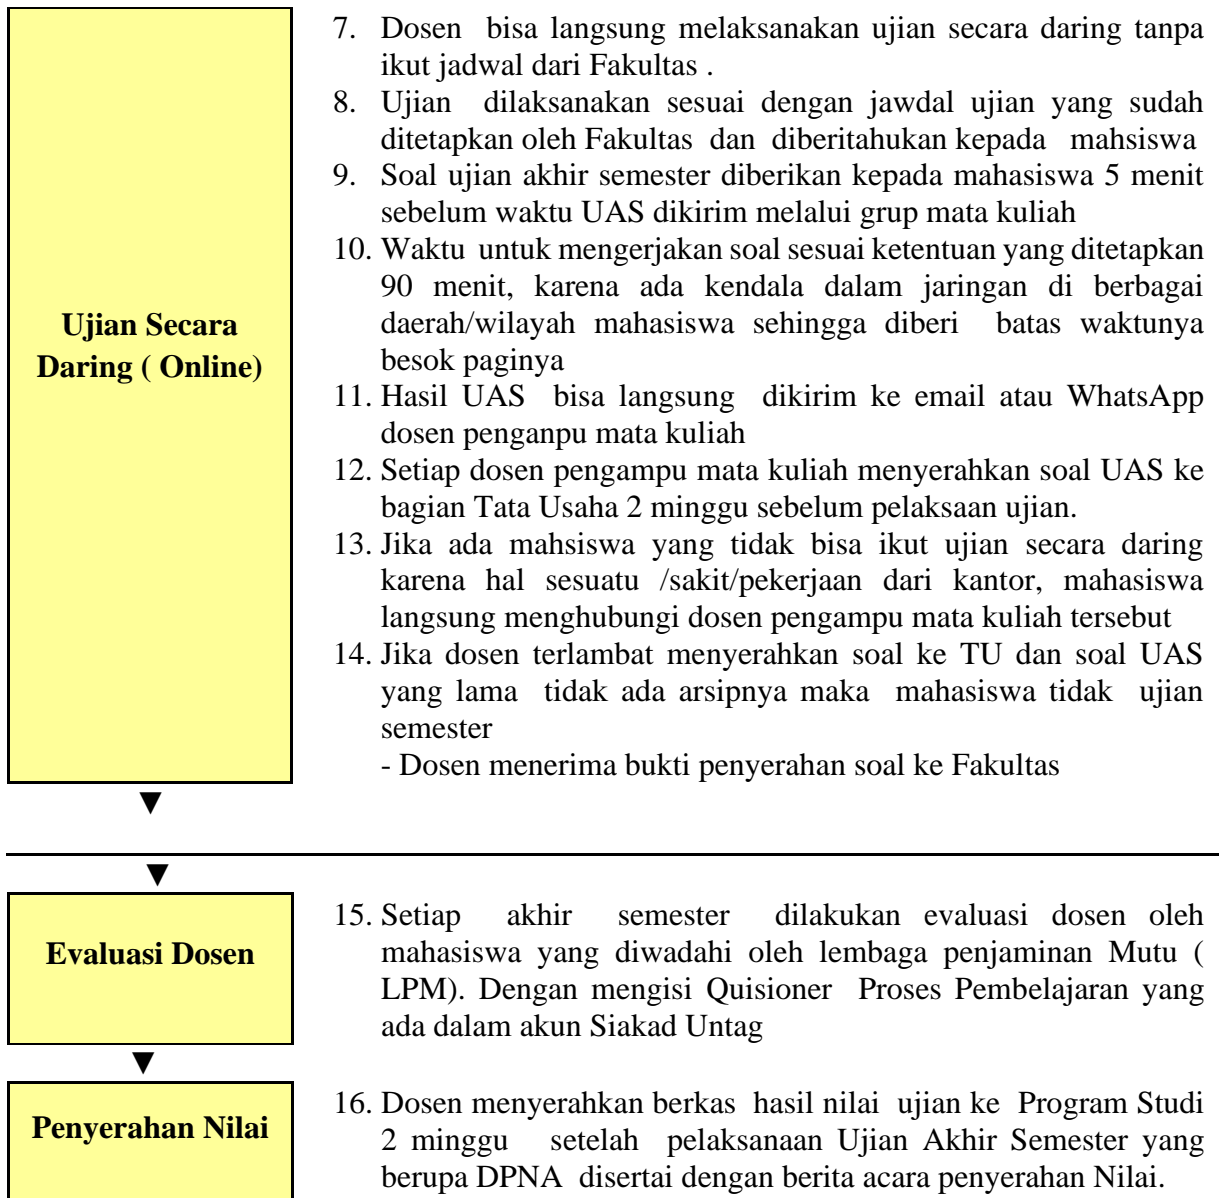 7. Dosen bisa langsung melaksanakan ujian secara daring tanpa
ikut jadwal dari Fakultas .
8. Ujian dilaksanakan sesuai dengan jawdal ujian yang sudah
ditetapkan oleh Fakultas dan diberitahukan kepada mahsiswa
9. Soal ujian akhir semester diberikan kepada mahasiswa 5 menit
sebelum waktu UAS dikirim melalui grup mata kuliah
10. Waktu untuk mengerjakan soal sesuai ketentuan yang ditetapkan
90 menit, karena ada kendala dalam jaringan di berbagai
daerah/wilayah mahasiswa sehingga diberi batas waktunya
besok paginya
Ujian Secara
Daring ( Online)
11. Hasil UAS bisa langsung dikirim ke email atau WhatsApp
dosen penganpu mata kuliah
12. Setiap dosen pengampu mata kuliah menyerahkan soal UAS ke
bagian Tata Usaha 2 minggu sebelum pelaksaan ujian.
13. Jika ada mahsiswa yang tidak bisa ikut ujian secara daring
karena hal sesuatu /sakit/pekerjaan dari kantor, mahasiswa
langsung menghubungi dosen pengampu mata kuliah tersebut
14. Jika dosen terlambat menyerahkan soal ke TU dan soal UAS
yang lama tidak ada arsipnya maka mahasiswa tidak ujian
semester
- Dosen menerima bukti penyerahan soal ke Fakultas
Evaluasi Dosen
15. Setiap akhir semester dilakukan evaluasi dosen oleh
mahasiswa yang diwadahi oleh lembaga penjaminan Mutu (
LPM). Dengan mengisi Quisioner Proses Pembelajaran yang
ada dalam akun Siakad Untag
Penyerahan Nilai
16. Dosen menyerahkan berkas hasil nilai ujian ke Program Studi
2 minggu setelah pelaksanaan Ujian Akhir Semester yang
berupa DPNA disertai dengan berita acara penyerahan Nilai.